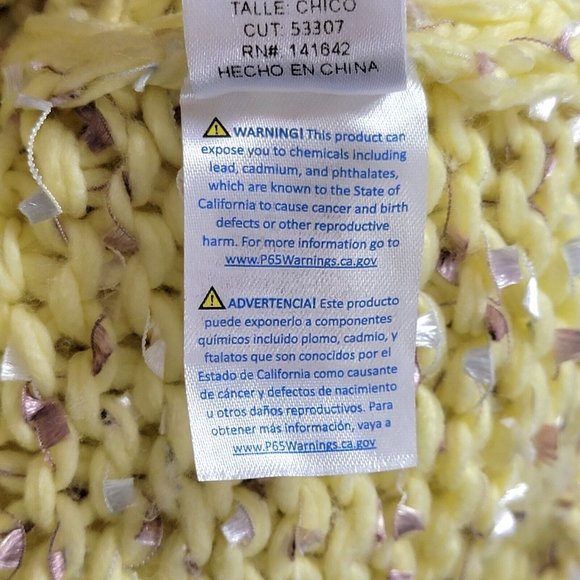 TALLE: CHICO
CUT: 53307
RN# 141642
HECHO EN CHINA
WARNING! This product can
expose you to chemicals including
lead, cadmium, and phthalates,
which are known to the State of
California to cause cancer and birth
defects or other reproductive
harm. For more information go to
www.P65Warnings.ca.gov
ADVERTENCIA! Este producto
puede exponerlo a componentes
químicos incluido plomo, cadmio, y
ftalatos que son conocidos por el
Estado de California como causante
de cáncer y defectos de nacimiento
u otros daños reproductivos. Para
obtener más información, vaya a
www.P65Warnings.ca.gov